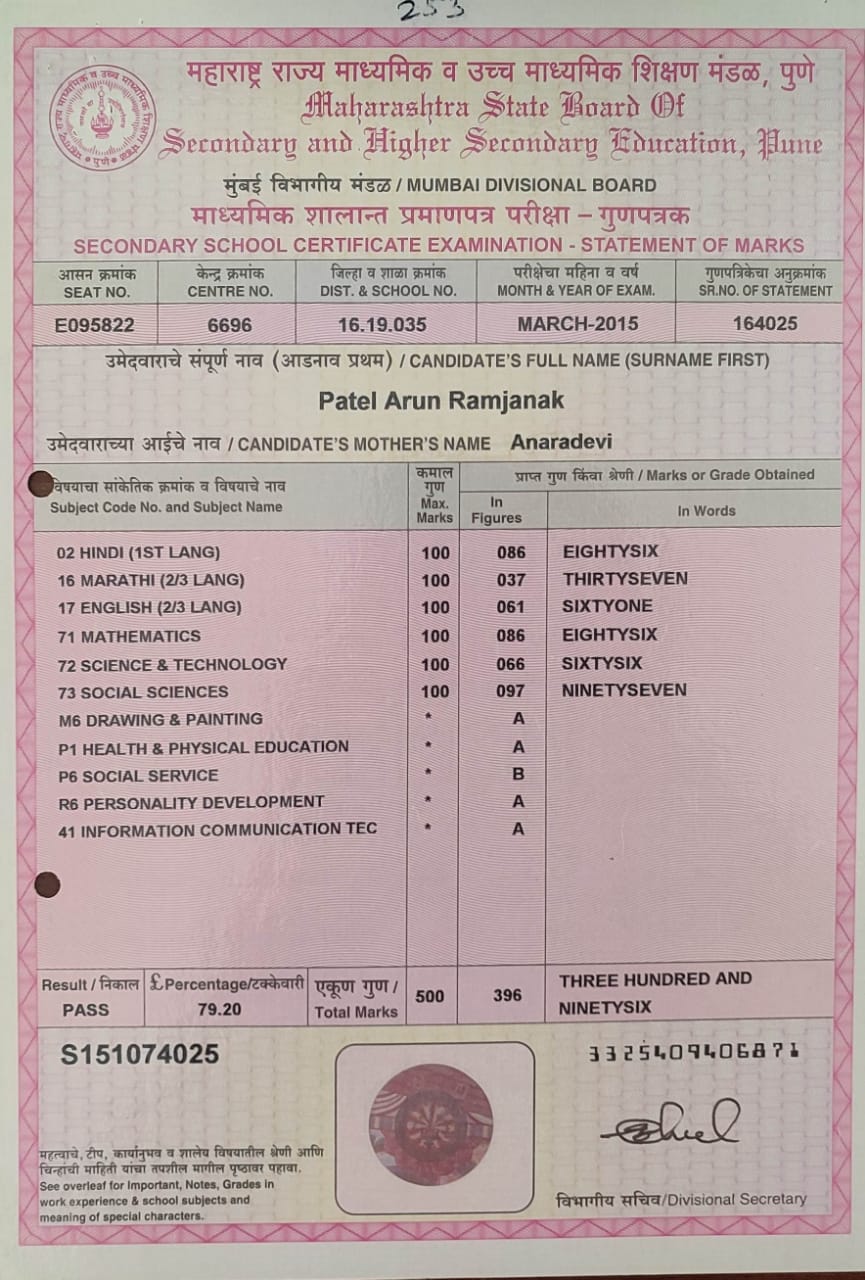 253
महाराष्ट्र राज्य माध्यमिक व उच्च माध्यमिक शिक्षण मंडळ, पुणे
Maharashtra State Board Of
Secondary and Higher Secondary Education, Pune
मुंबई विभागीय मंडळ / MUMBAI DIVISIONAL BOARD
माध्यमिक शालान्त प्रमाणपत्र परीक्षा – गुणपत्रक
SECONDARY SCHOOL CERTIFICATE EXAMINATION - STATEMENT OF MARKS
आसन क्रमांक केन्द्र क्रमांक जिल्हा व शाळा क्रमांक परीक्षेचा महिना व वर्ष गुणपत्रिकेचा अनुक्रमांक
SEAT NO. CENTRE NO. DIST. & SCHOOL NO. MONTH & YEAR OF EXAM. SR.NO. OF STATEMENT
E095822 6696 16.19.035 MARCH-2015 164025
उमेदवाराचे संपूर्ण नाव (आडनाव प्रथम) / CANDIDATE'S FULL NAME (SURNAME FIRST)
Patel Arun Ramjanak
उमेदवाराच्या आईचे नाव / CANDIDATE'S MOTHER'S NAME Anaradevi
विषयाचा सांकेतिक क्रमांक व विषयाचे नाव
Subject Code No. and Subject Name
कमाल
गुण
Max.
Marks
प्राप्त गुण किंवा श्रेणी / Marks or Grade Obtained
In
Figures
In Words
02 HINDI (1ST LANG) 100 086 EIGHTYSIX
16 MARATHI (2/3 LANG) 100 037 THIRTYSEVEN
17 ENGLISH (2/3 LANG) 100 061 SIXTYONE
71 MATHEMATICS 100 086 EIGHTYSIX
72 SCIENCE & TECHNOLOGY 100 066 SIXTYSIX
73 SOCIAL SCIENCES 100 097 NINETYSEVEN
M6 DRAWING & PAINTING * A
P1 HEALTH & PHYSICAL EDUCATION * A
P6 SOCIAL SERVICE * B
R6 PERSONALITY DEVELOPMENT * A
41 INFORMATION COMMUNICATION TEC * A
Result / निकाल
PASS
£Percentage/टक्केवारी
79.20
एकूण गुण /
Total Marks
500 396
THREE HUNDRED AND
NINETYSIX
S151074025
3325409406871
महत्वाचे, टीप, कार्यानुभव व शालेय विषयातील श्रेणी आणि
चिन्हांची माहिती यांचा तपशील मागील पृष्ठावर पहावा.
See overleaf for Important, Notes, Grades in
work experience & school subjects and
meaning of special characters.
विभागीय सचिव/Divisional Secretary